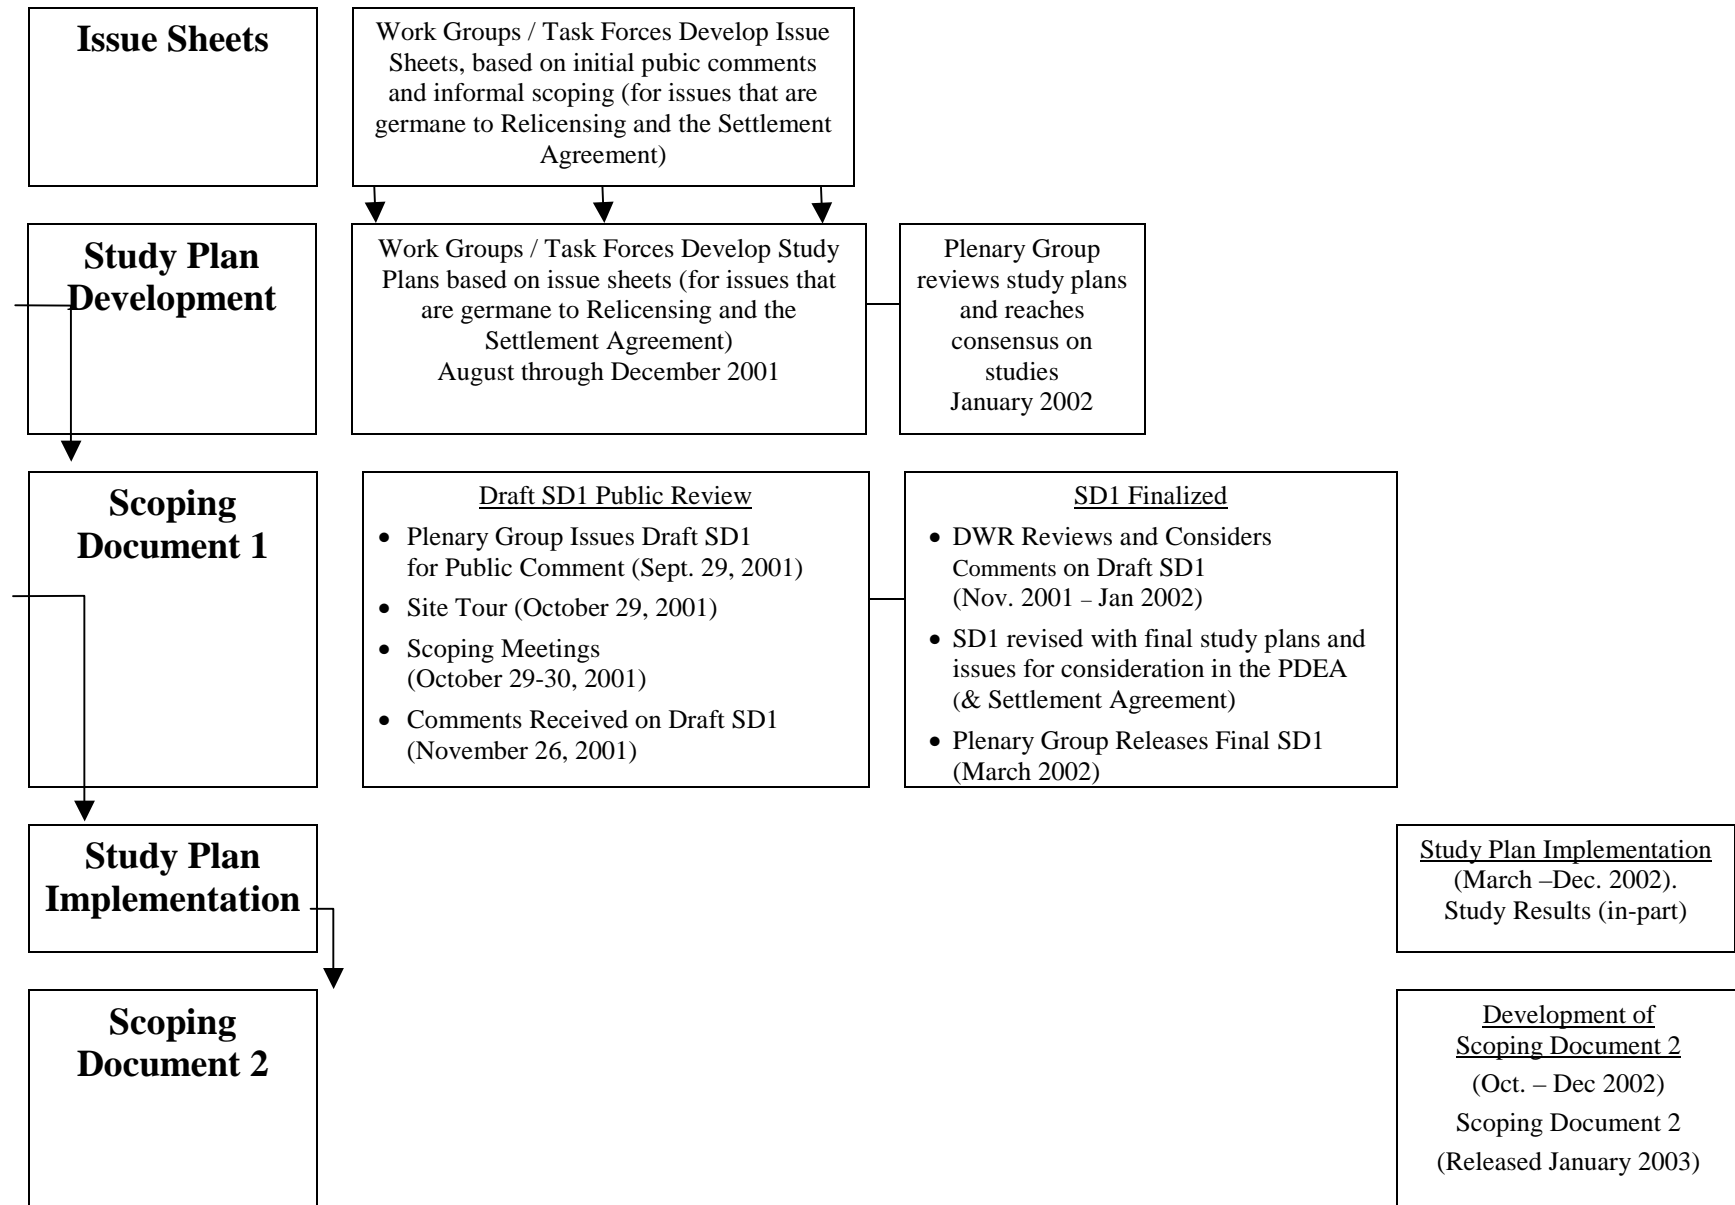 Issue Sheets
Work Groups / Task Forces Develop Issue
Sheets, based on initial pubic comments
and informal scoping (for issues that are
germane to Relicensing and the Settlement
Agreement)
Study Plan
Development
Work Groups / Task Forces Develop Study
Plans based on issue sheets (for issues that
are germane to Relicensing and the
Settlement Agreement)
August through December 2001
Plenary Group
reviews study plans
and reaches
consensus on
studies
January 2002
Scoping
Document 1
Draft SD1 Public Review
• Plenary Group Issues Draft SD1
for Public Comment (Sept. 29, 2001)
• Site Tour (October 29, 2001)
• Scoping Meetings
(October 29-30, 2001)
• Comments Received on Draft SD1
(November 26, 2001)
SD1 Finalized
• DWR Reviews and Considers
Comments on Draft SD1
(Nov. 2001 – Jan 2002)
• SD1 revised with final study plans and
issues for consideration in the PDEA
(& Settlement Agreement)
• Plenary Group Releases Final SD1
(March 2002)
Study Plan
Implementation
Study Plan Implementation
(March –Dec. 2002).
Study Results (in-part)
Scoping
Document 2
Development of
Scoping Document 2
(Oct. – Dec 2002)
Scoping Document 2
(Released January 2003)